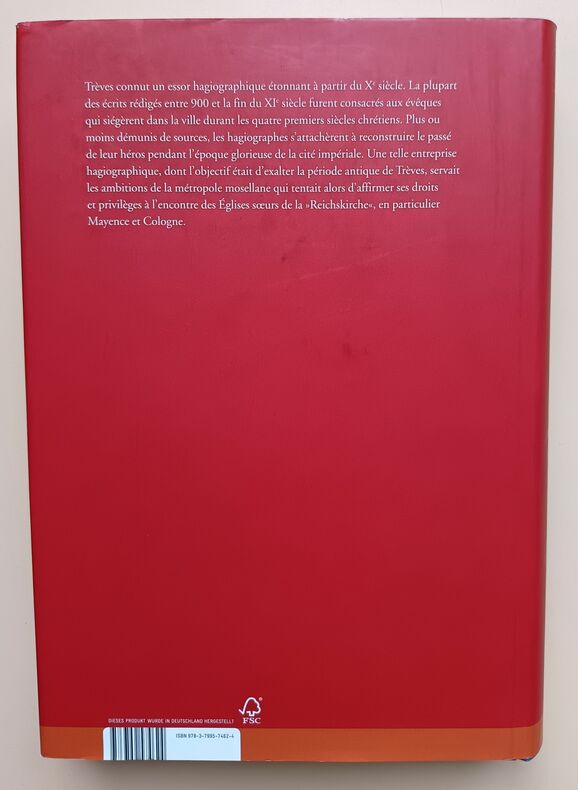 Trèves connut un essor hagiographique étonnant à partir du Xᵉ siècle. La plupart
des écrits rédigés entre 900 et la fin du XIᵉ siècle furent consacrés aux évêques
qui siégèrent dans la ville durant les quatre premiers siècles chrétiens. Plus ou
moins démunis de sources, les hagiographes s'attachèrent à reconstruire le passé
de leur héros pendant l'époque glorieuse de la cité impériale. Une telle entreprise
hagiographique, dont l'objectif était d'exalter la période antique de Trèves, servait
les ambitions de la métropole mosellane qui tentait alors d'affirmer ses droits
et privilèges à l'encontre des Églises sœurs de la »Reichskirche«, en particulier
Mayence et Cologne.
DIESES PRODUKT WURDE IN DEUTSCHLAND HERGESTELLT
FSC
ISBN 978-3-7995-7462-4